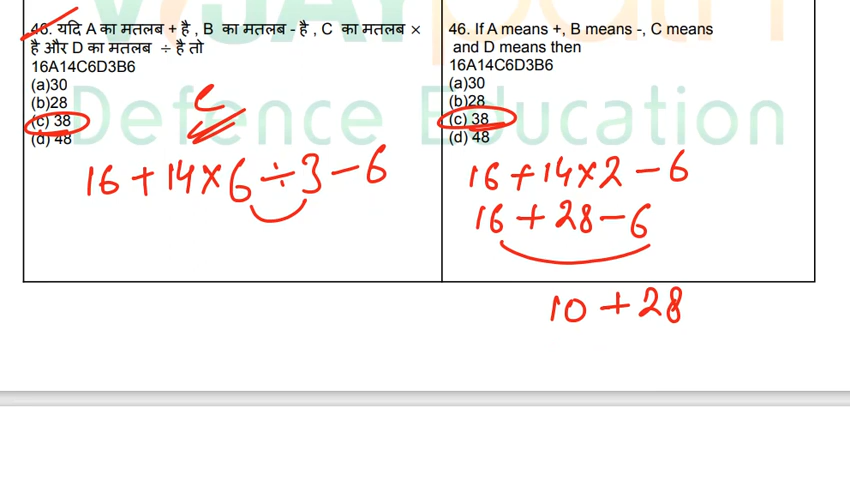 46. यदि A का मतलब + है , B का मतलब - है , C का मतलब ×
है और D का मतलब ÷ है तो
16A14C6D3B6
(a)30
(b)28
(c) 38
(d) 48
C
16 + 14 × 6 ÷ 3 - 6
46. If A means +, B means -, C means
and D means then
16A14C6D3B6
(a)30
(b)28
(c) 38
(d) 48
16 + 14 × 2 - 6
16 + 28 - 6
10 + 28
Defence Education